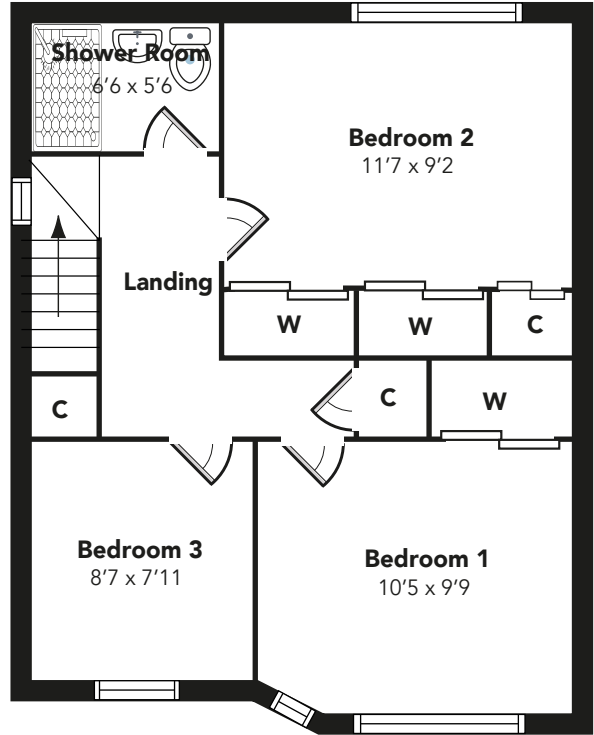 Shower Room
6'6 x 5'6
Bedroom 2
11'7 x 9'2
Landing
W
W
C
C
C
W
Bedroom 3
8'7 x 7'11
Bedroom 1
10'5 x 9'9